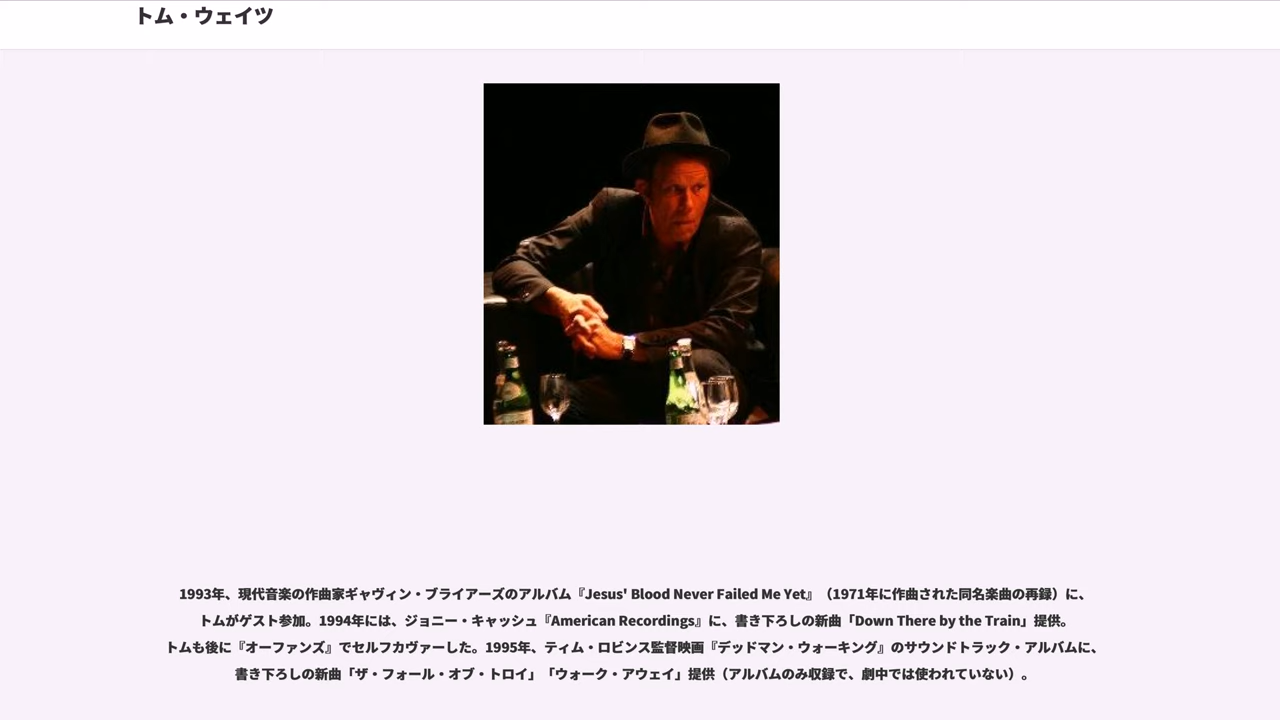 トム・ウェイツ
1993年、現代音楽の作曲家ギャヴィン・ブライアーズのアルバム『Jesus' Blood Never Failed Me Yet』（1971年に作曲された同名楽曲の再録）に、
トムがゲスト参加。1994年には、ジョニー・キャッシュ『American Recordings』に、書き下ろしの新曲「Down There by the Train」提供。
トムも後に『オーファンズ』でセルフカヴァーした。1995年、ティム・ロビンス監督映画『デッドマン・ウォーキング』のサウンドトラック・アルバムに、
書き下ろしの新曲「ザ・フォール・オブ・トロイ」「ウォーク・アウェイ」提供（アルバムのみ収録で、劇中では使われていない）。